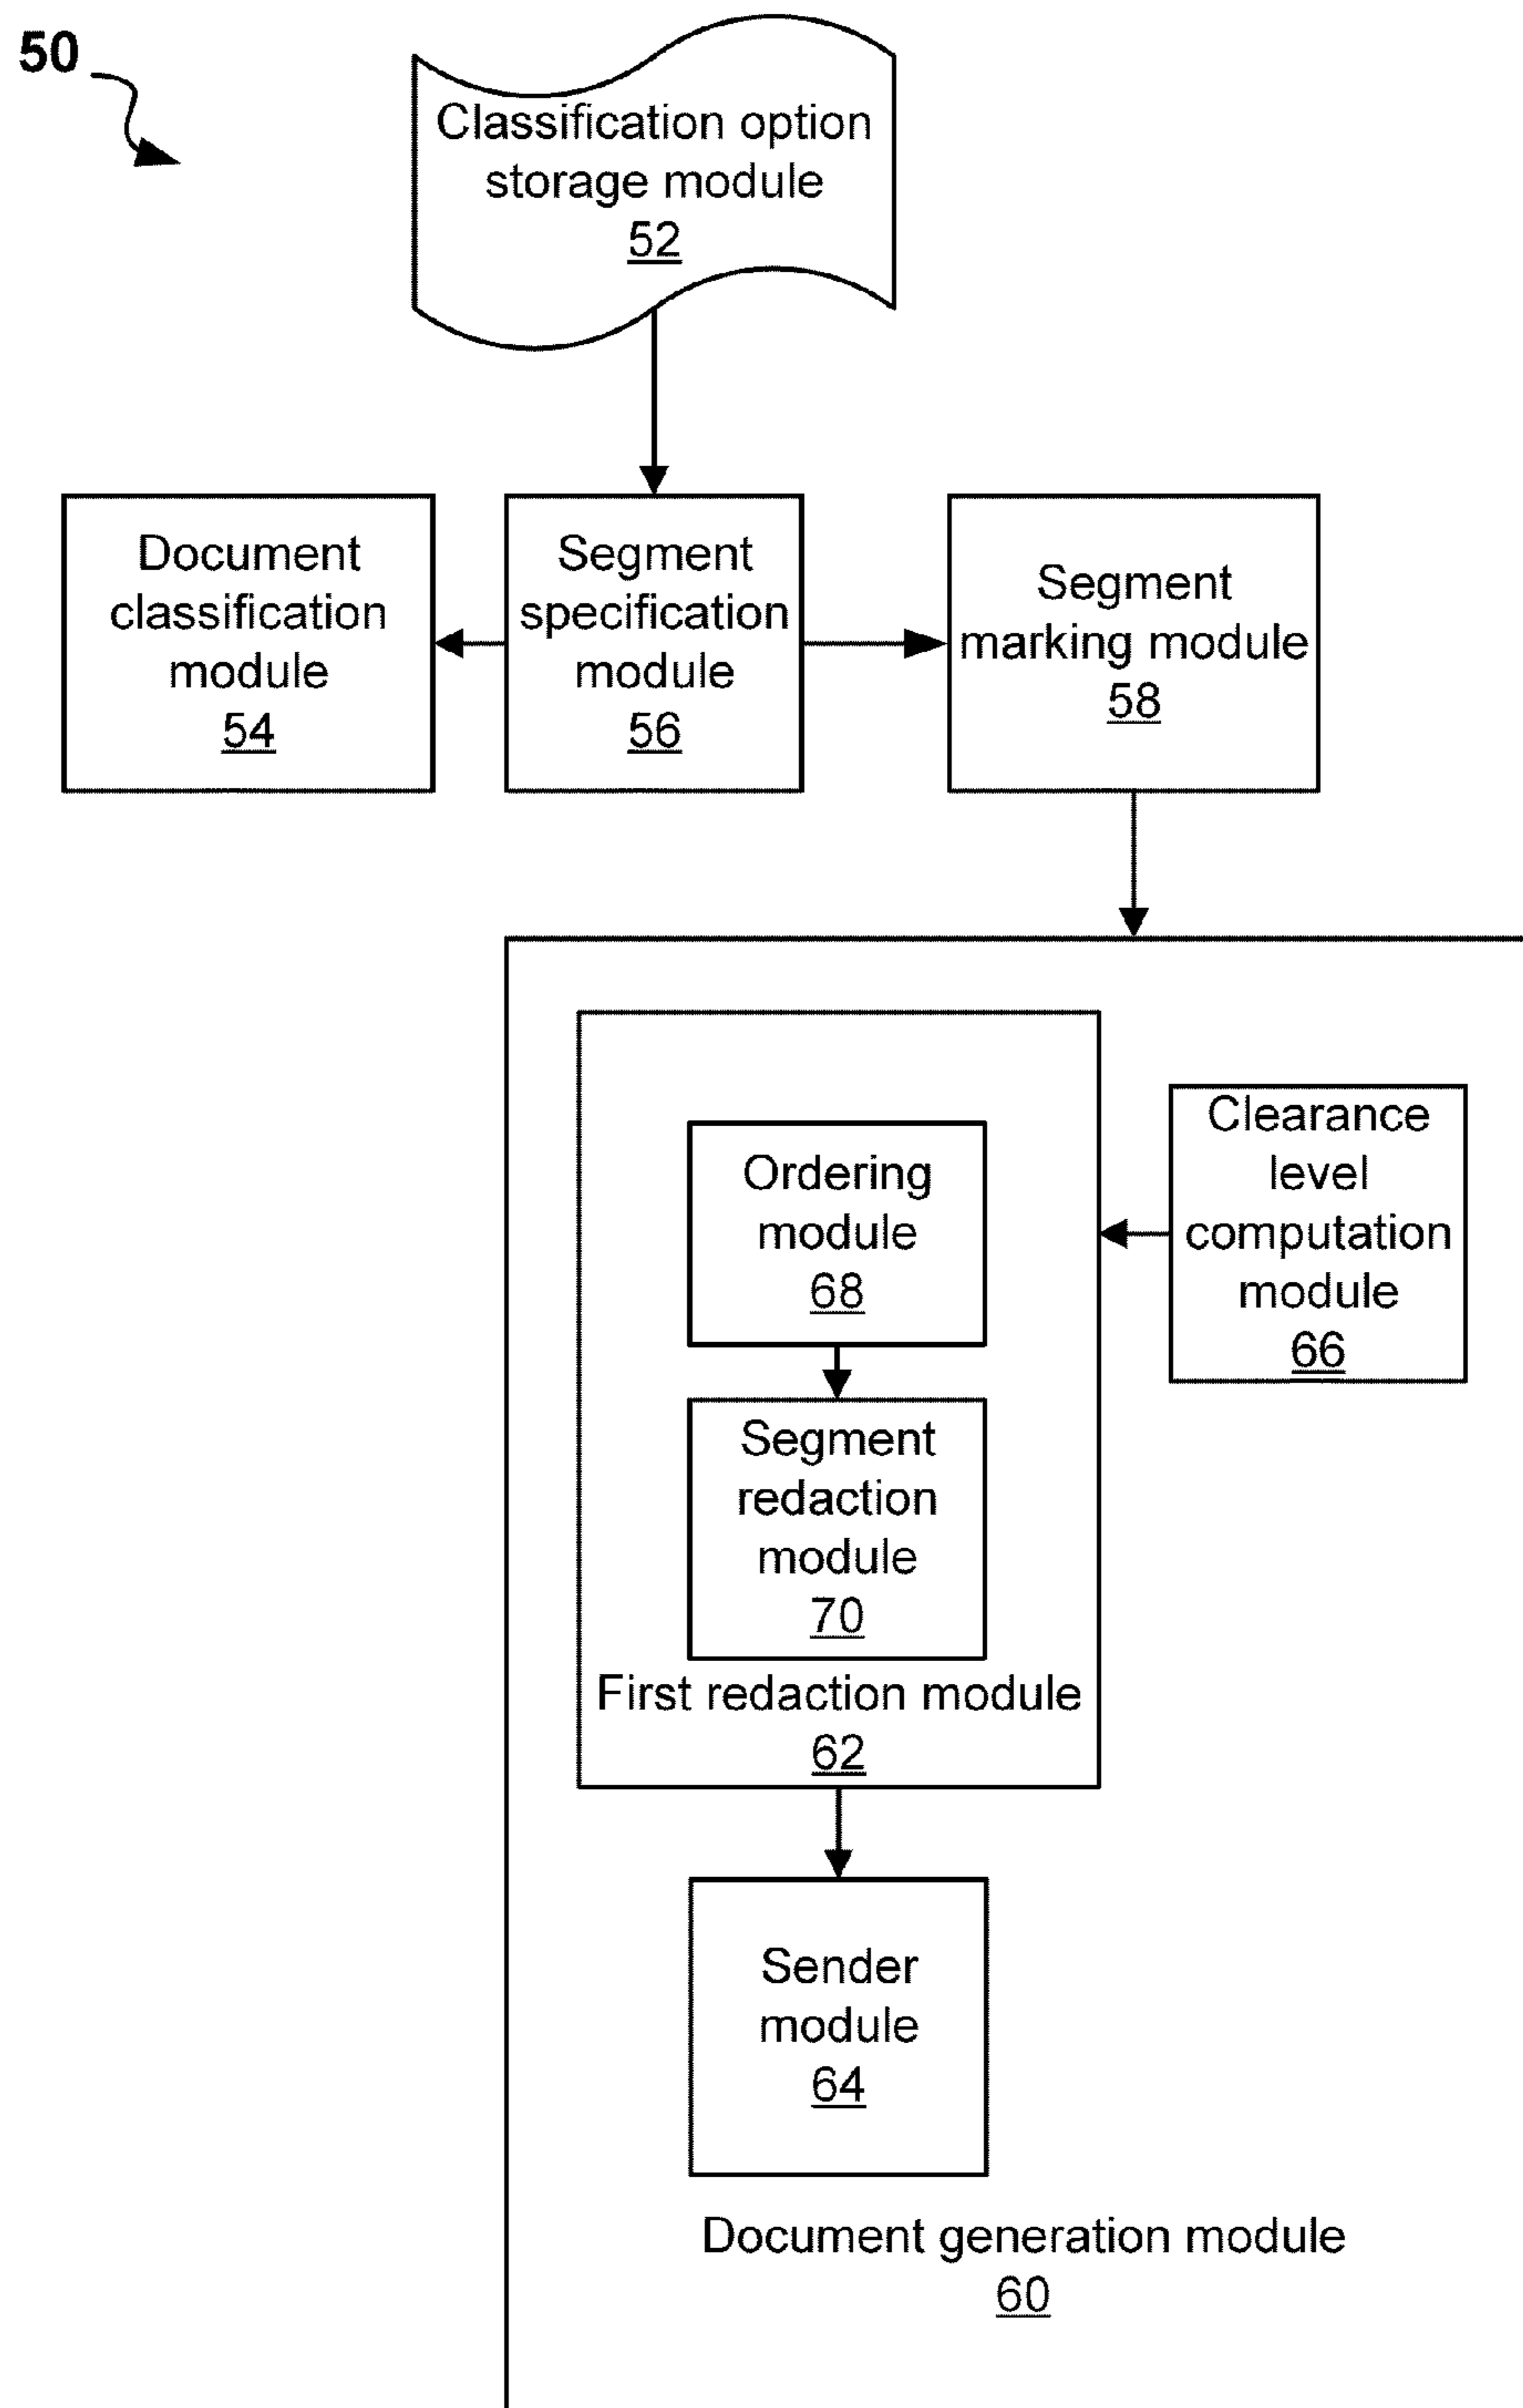 50
Classification option
storage module
52
Document
classification
module
54
Segment
specification
module
56
Segment
marking module
58
Ordering
module
68
Clearance
level
computation
module
66
Segment
redaction
module
70
First redaction module
62
Sender
module
64
Document generation module
60